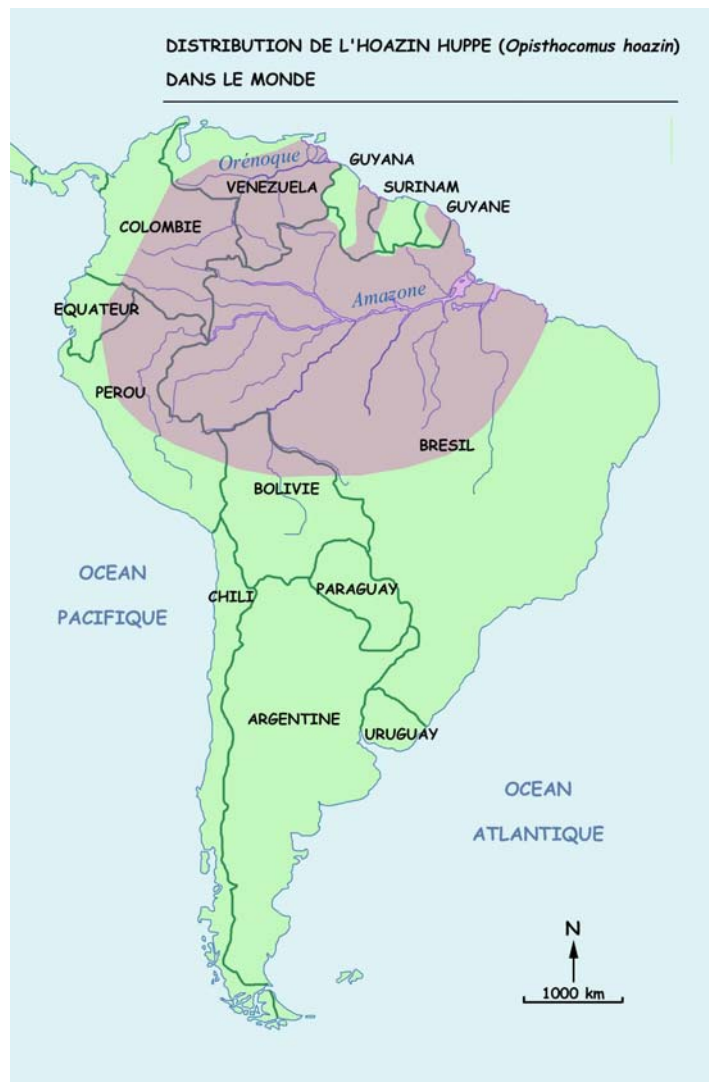 DISTRIBUTION DE L'HOAZIN HUPPE (Opisthocomus hoazin)
DANS LE MONDE
Orénoque
GUYANA
VENEZUELA
SURINAM
GUYANE
COLOMBIE
Amazone
EQUATEUR
PEROU
BRESIL
BOLIVIE
OCEAN
PACIFIQUE
CHILI
PARAGUAY
ARGENTINE
URUGUAY
OCEAN
ATLANTIQUE
N
1000 km